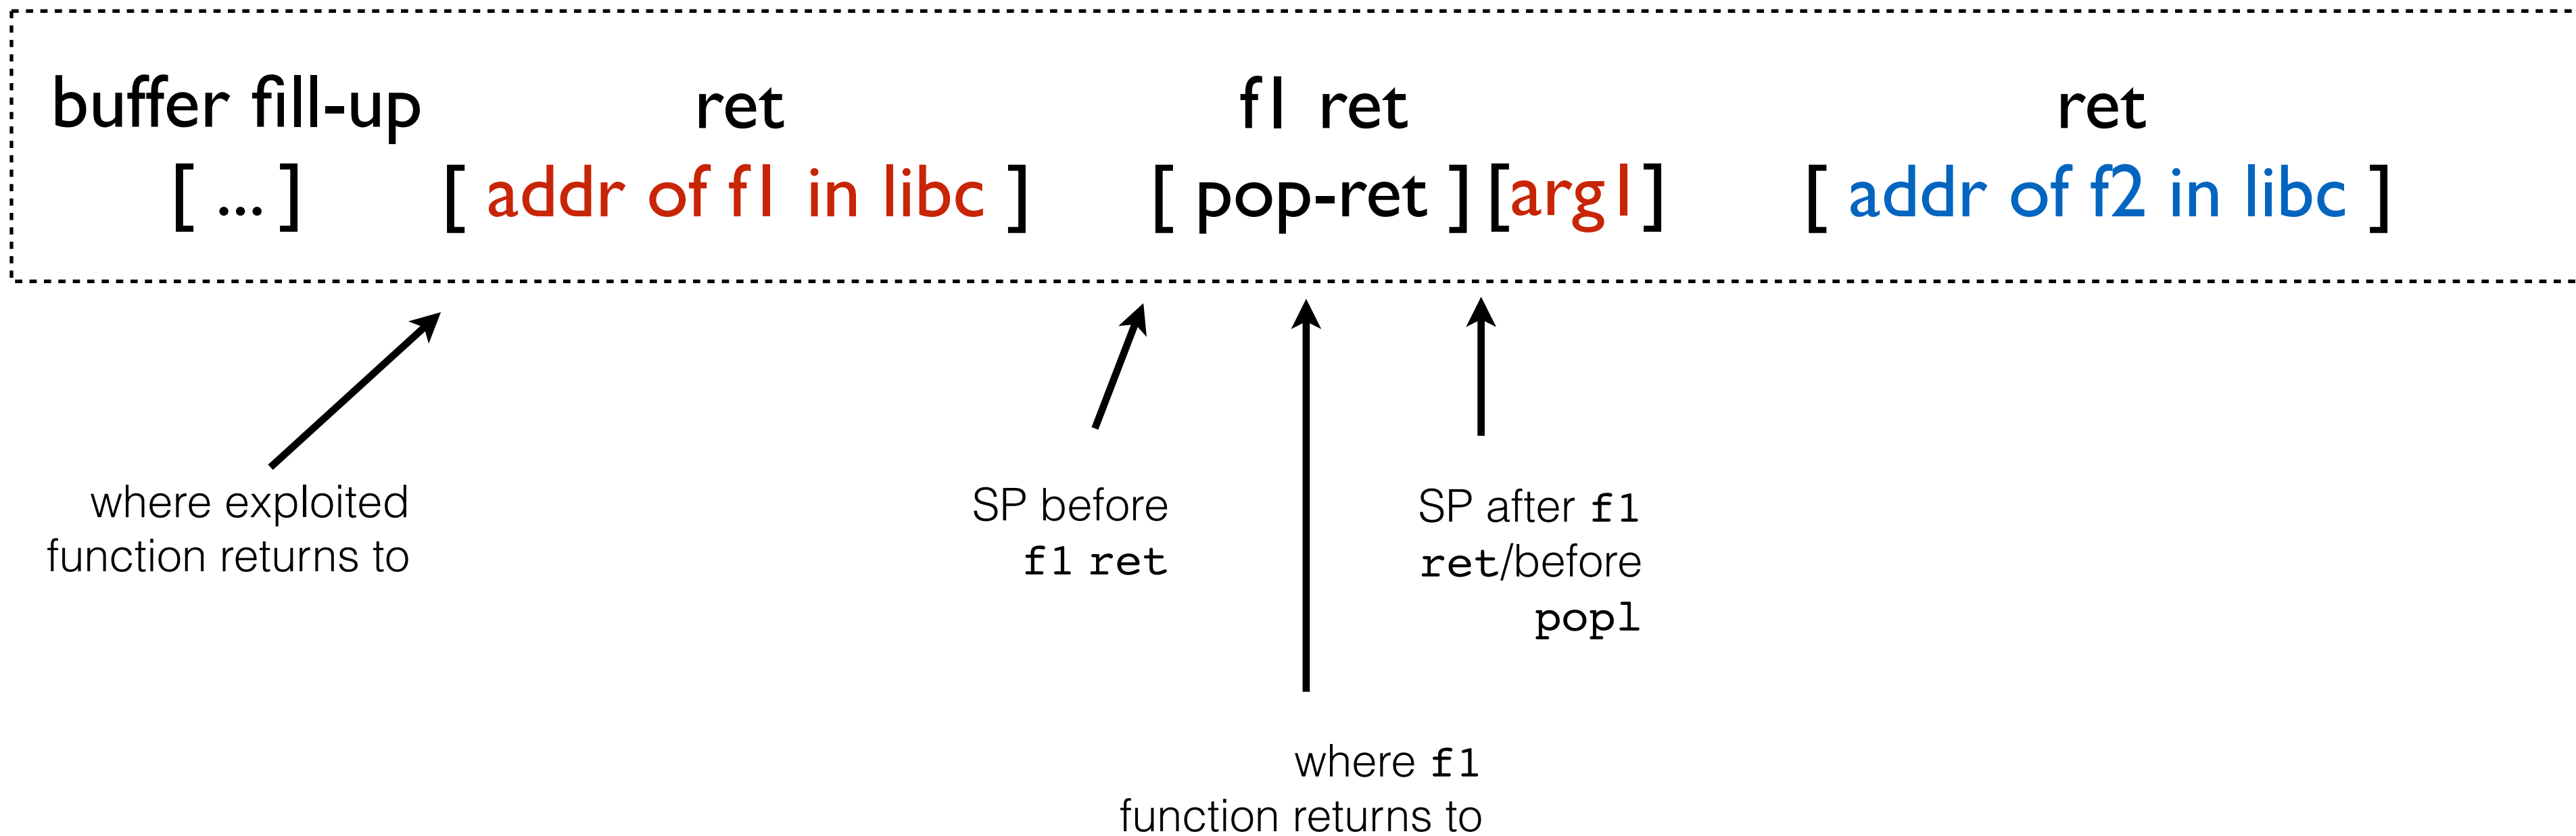 buffer fill-up ret f1 ret ret
[ ... ] [ addr of f1 in libc ] [ pop-ret ] [arg1] [ addr of f2 in libc ]
where exploited
function returns to
SP before
f1 ret
SP after f1
ret/before
popl
where f1
function returns to